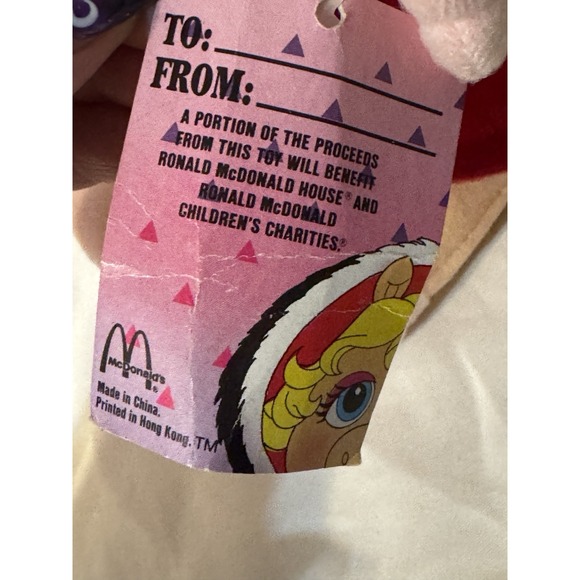 TO:
FROM:
A PORTION OF THE PROCEEDS
FROM THIS TOY WILL BENEFIT
RONALD McDONALD HOUSE® AND
RONALD McDONALD
CHILDREN'S CHARITIES.®
McDonald's
®
Made in China.
Printed in Hong Kong. TM